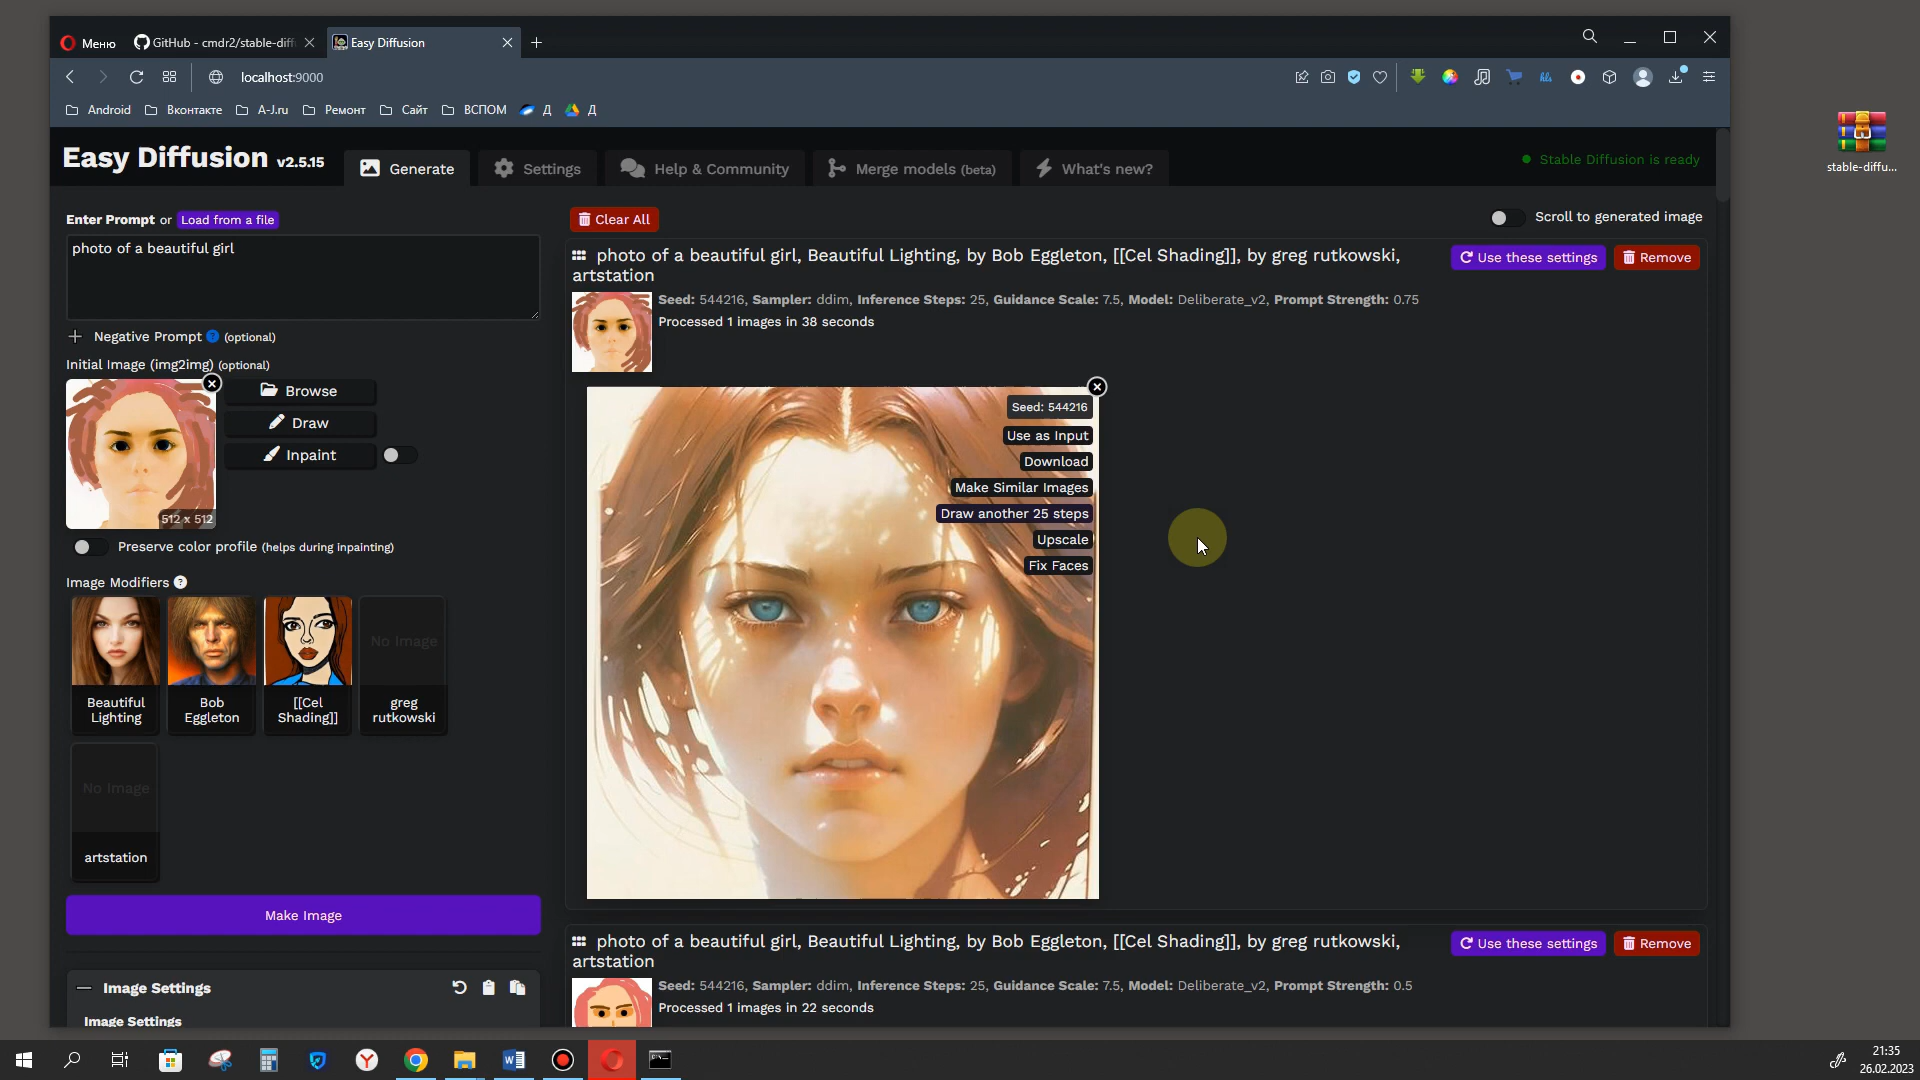 Меню
GitHub - cmdr2/stable-diff
Easy Diffusion
localhost:9000
Android
Вконтакте
A-J.ru
Ремонт
Сайт
ВСПОМ
Д
Д
stable-diffu...
Easy Diffusion v2.5.15
Generate
Settings
Help & Community
Merge models (beta)
What's new?
Stable Diffusion is ready
Enter Prompt or Load from a file
photo of a beautiful girl
Negative Prompt ? (optional)
Initial Image (img2img) (optional)
Browse
Draw
Inpaint
512 x 512
Preserve color profile (helps during inpainting)
Image Modifiers ?
Beautiful
Lighting
Bob
Eggleton
[[Cel
Shading]]
No Image
greg
rutkowski
No Image
artstation
Make Image
Image Settings
Image Settings
Clear All
Scroll to generated image
photo of a beautiful girl, Beautiful Lighting, by Bob Eggleton, [[Cel Shading]], by greg rutkowski,
artstation
Use these settings
Remove
Seed: 544216, Sampler: ddim, Inference Steps: 25, Guidance Scale: 7.5, Model: Deliberate_v2, Prompt Strength: 0.75
Processed 1 images in 38 seconds
Seed: 544216
Use as Input
Download
Make Similar Images
Draw another 25 steps
Upscale
Fix Faces
photo of a beautiful girl, Beautiful Lighting, by Bob Eggleton, [[Cel Shading]], by greg rutkowski,
artstation
Use these settings
Remove
Seed: 544216, Sampler: ddim, Inference Steps: 25, Guidance Scale: 7.5, Model: Deliberate_v2, Prompt Strength: 0.5
Processed 1 images in 22 seconds
21:35
26.02.2023